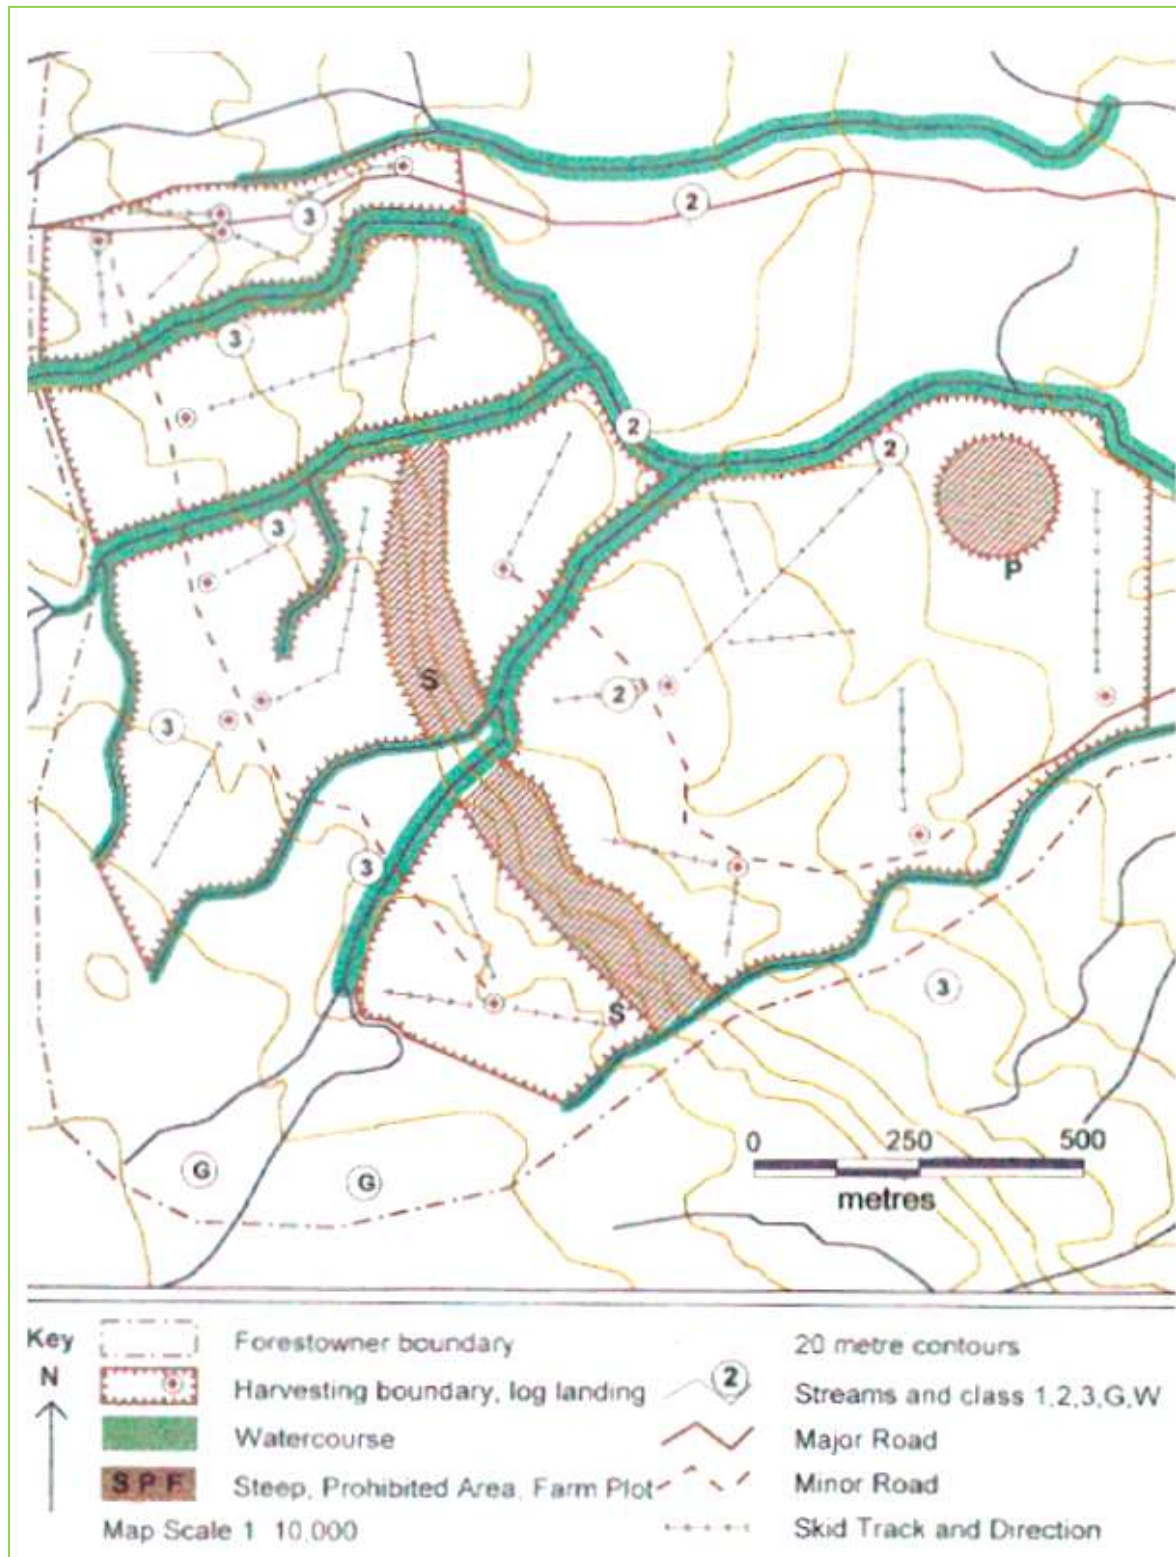 3
2
3
2
2
3
P
S
2
3
3
3
S
G
G
0 250 500
metres
Key
Forestowner boundary
20 metre contours
N
2
Harvesting boundary, log landing
Streams and class 1,2,3,G,W
Watercourse
Major Road
S P F
Steep, Prohibited Area, Farm Plot
Minor Road
Map Scale 1 10,000
Skid Track and Direction